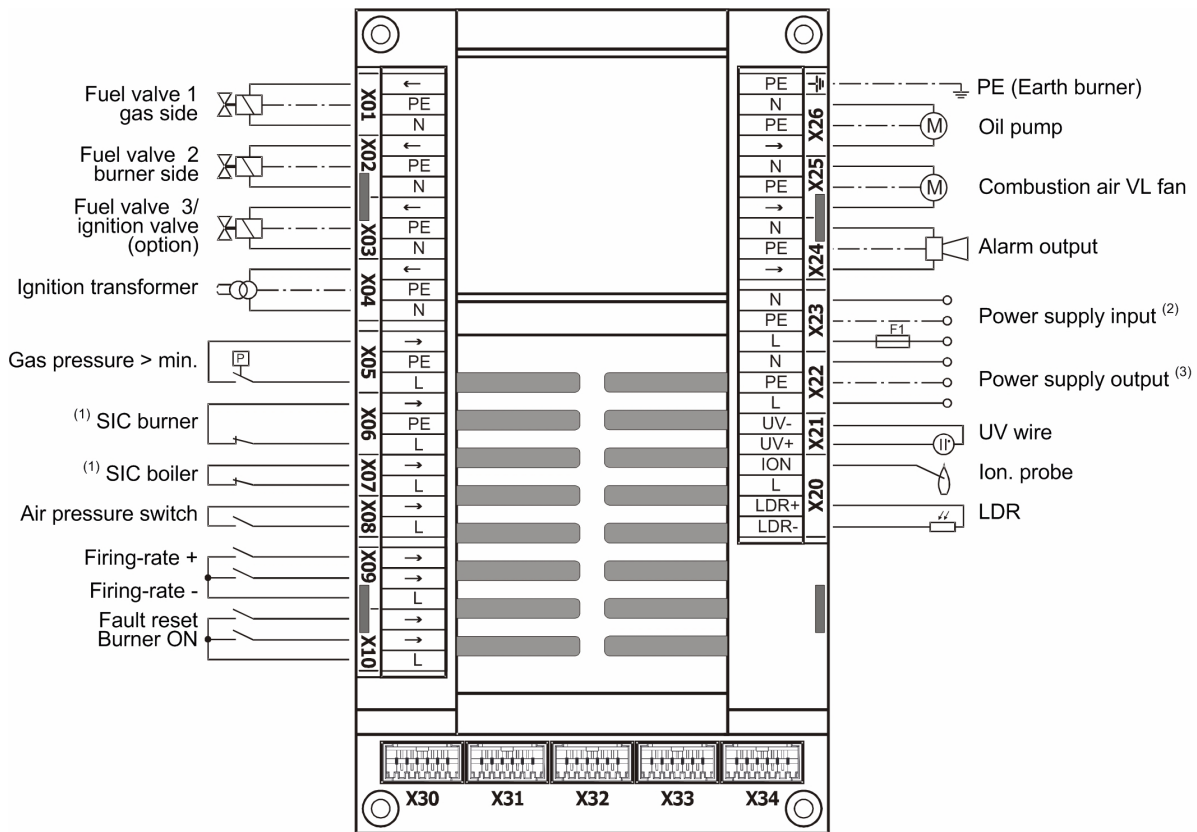 Fuel valve 1
gas side
Fuel valve 2
burner side
Fuel valve 3/
ignition valve
(option)
Ignition transformer
Gas pressure > min.
P
(1) SIC burner
(1) SIC boiler
Air pressure switch
Firing-rate +
Firing-rate -
Fault reset
Burner ON
X01
←
PE
N
X02
←
PE
N
X03
←
PE
N
X04
←
PE
N
X05
→
PE
L
X06
→
PE
L
X07
→
L
X08
→
L
X09
→
→
L
X10
→
→
L
PE
N
PE
→
X26
N
PE
→
X25
N
PE
→
X24
N
PE
L
X23
N
PE
L
X22
UV-
UV+
X21
ION
L
LDR+
LDR-
X20
PE (Earth burner)
M
Oil pump
M
Combustion air VL fan
Alarm output
Power supply input (2)
F1
Power supply output (3)
UV wire
Ion. probe
LDR
X30 X31 X32 X33 X34